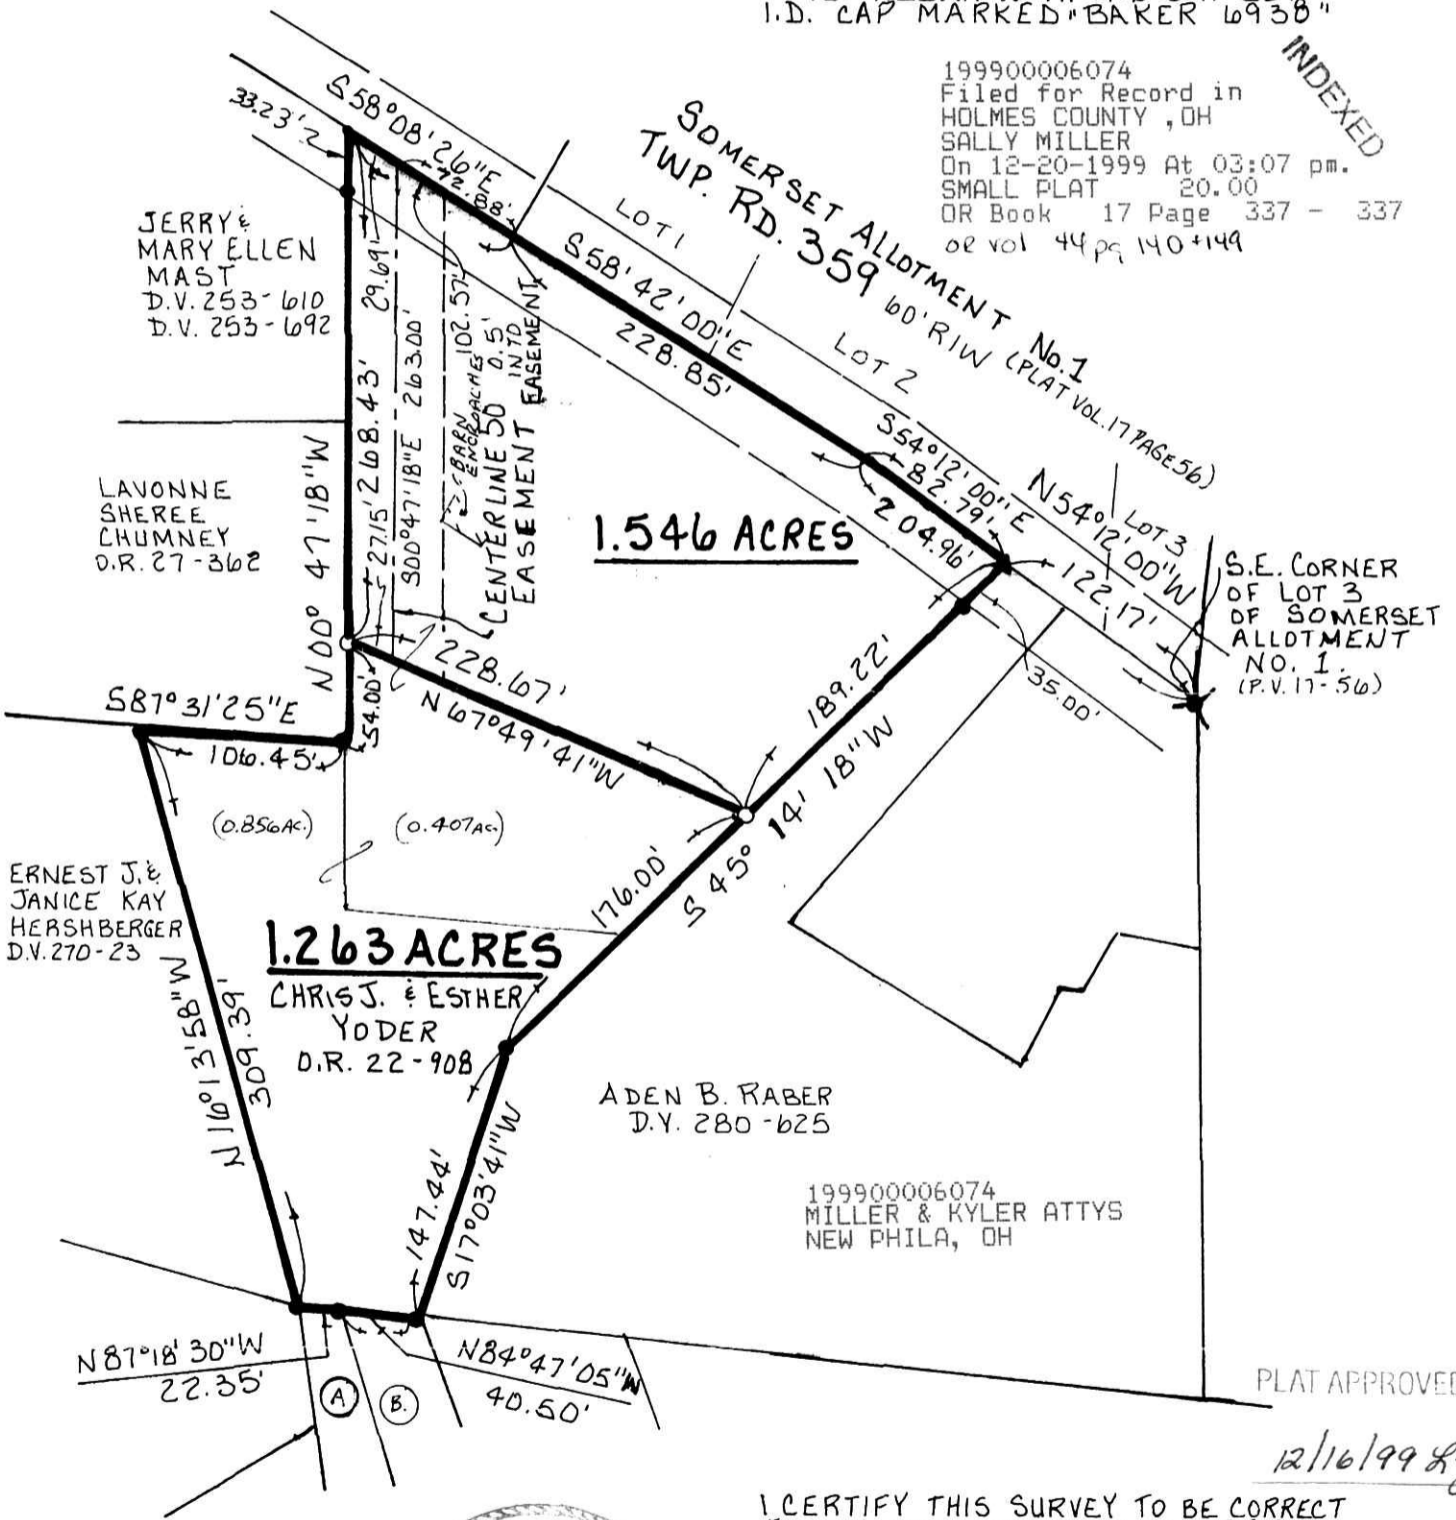 I.D. CAP MARKED "BAKER 6938"
INDEXED
199900006074
Filed for Record in
HOLMES COUNTY ,OH
SALLY MILLER
On 12-20-1999 At 03:07 pm.
SMALL PLAT 20.00
OR Book 17 Page 337 - 337
OR VOl 44 pg 140+149
S58°08'26"E
72.88'
33.23'
SOMERSET ALLOTMENT No.1
TWP. RD. 359 60' R/W (PLAT VOL.17 PAGE 56)
LOT 1
S58°42'00"E
228.85'
LOT 2
S54°12'00"E
82.79'
204.96'
N54°12'00"W
LOT 3
122.17'
35.00'
S.E. CORNER
OF LOT 3
OF SOMERSET
ALLOTMENT
NO. 1.
(P.V. 17-56)
JERRY &
MARY ELLEN
MAST
D.V. 253-610
D.V. 253-692
LAVONNE
SHEREE
CHUMNEY
O.R. 27-362
N00° 47'18"W
268.43'
29.69'
27.15'
S00°47'18"E 263.00'
102.57'
BARN
ENCROACHES
0.5'
INTO
EASEMENT
CENTERLINE 50
EASEMENT
1.546 ACRES
228.67'
N67°49'41"W
189.22'
S45° 14' 18"W
176.00'
S87°31'25"E
106.45'
54.00'
(0.856AC.)
(0.407AC.)
ERNEST J. &
JANICE KAY
HERSHBERGER
D.V. 270-23
1.263 ACRES
CHRIS J. & ESTHER
YODER
O.R. 22-908
N16°13'58"W
309.39'
147.44'
S17°03'41"W
ADEN B. RABER
D.V. 280-625
199900006074
MILLER & KYLER ATTYS
NEW PHILA, OH
N87°18'30"W
22.35'
A
B.
N84°47'05"W
40.50'
PLAT APPROVED
12/16/99
I CERTIFY THIS SURVEY TO BE CORRECT